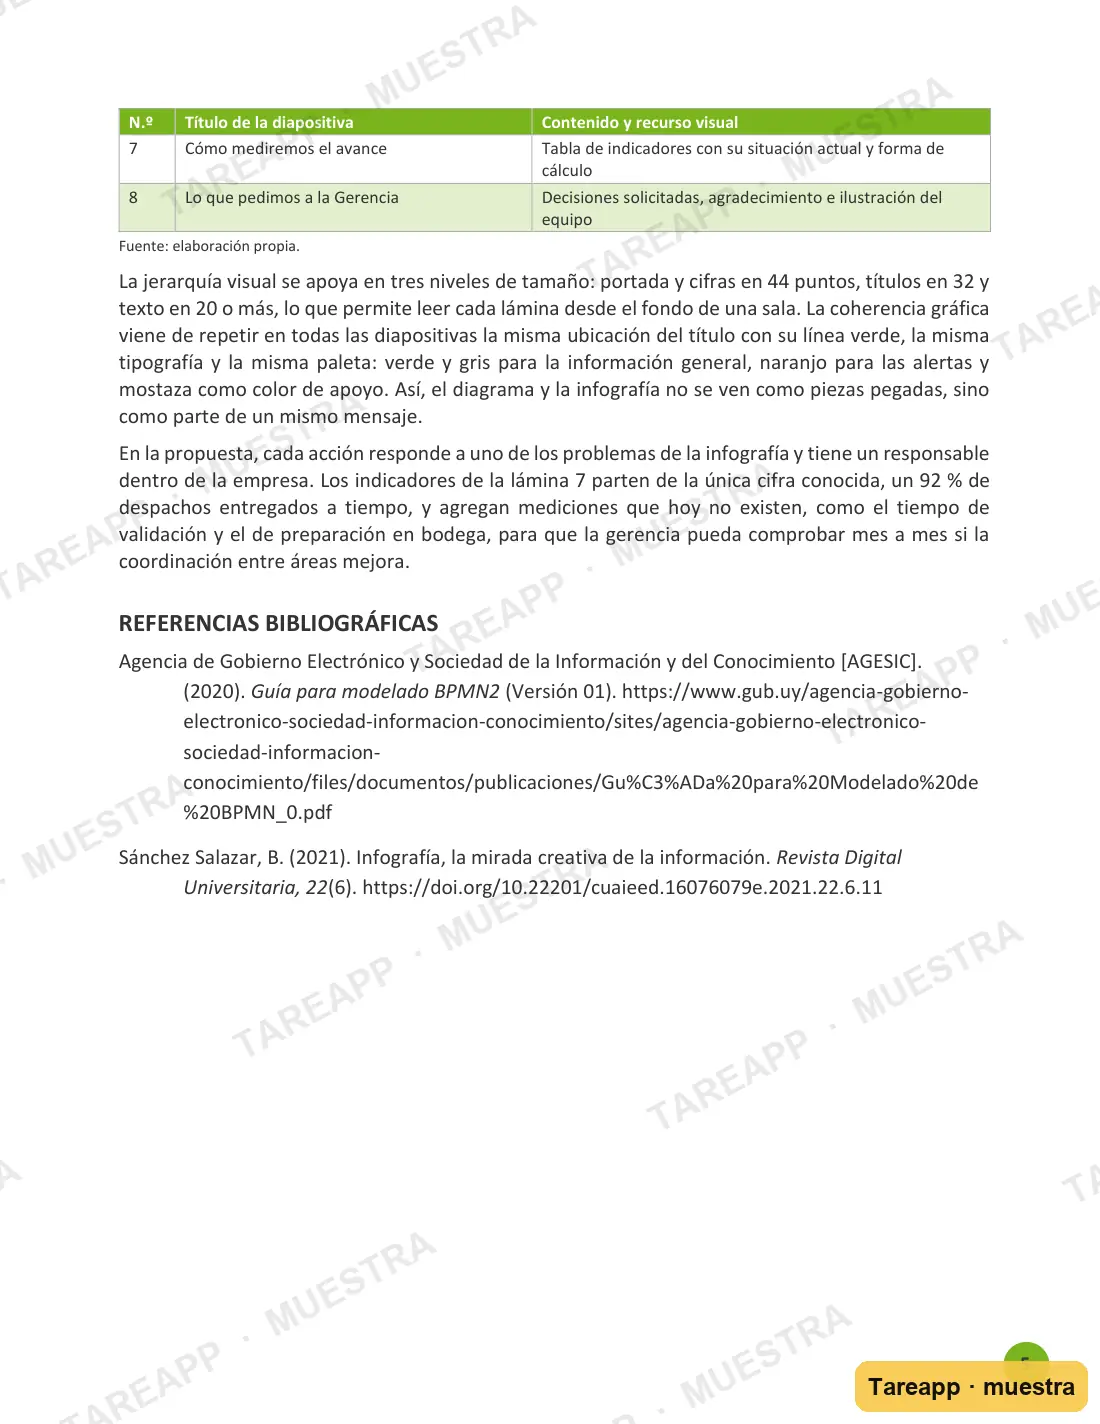 N.º Título de la diapositiva Contenido y recurso visual
7 Cómo mediremos el avance Tabla de indicadores con su situación actual y forma de
cálculo
8 Lo que pedimos a la Gerencia Decisiones solicitadas, agradecimiento e ilustración del
equipo
Fuente: elaboración propia.
La jerarquía visual se apoya en tres niveles de tamaño: portada y cifras en 44 puntos, títulos en 32 y
texto en 20 o más, lo que permite leer cada lámina desde el fondo de una sala. La coherencia gráfica
viene de repetir en todas las diapositivas la misma ubicación del título con su línea verde, la misma
tipografía y la misma paleta: verde y gris para la información general, naranjo para las alertas y
mostaza como color de apoyo. Así, el diagrama y la infografía no se ven como piezas pegadas, sino
como parte de un mismo mensaje.
En la propuesta, cada acción responde a uno de los problemas de la infografía y tiene un responsable
dentro de la empresa. Los indicadores de la lámina 7 parten de la única cifra conocida, un 92 % de
despachos entregados a tiempo, y agregan mediciones que hoy no existen, como el tiempo de
validación y el de preparación en bodega, para que la gerencia pueda comprobar mes a mes si la
coordinación entre áreas mejora.
REFERENCIAS BIBLIOGRÁFICAS
Agencia de Gobierno Electrónico y Sociedad de la Información y del Conocimiento [AGESIC].
(2020). Guía para modelado BPMN2 (Versión 01). https://www.gub.uy/agencia-gobierno-
electronico-sociedad-informacion-conocimiento/sites/agencia-gobierno-electronico-
sociedad-informacion-
conocimiento/files/documentos/publicaciones/Gu%C3%ADa%20para%20Modelado%20de
%20BPMN_0.pdf
Sánchez Salazar, B. (2021). Infografía, la mirada creativa de la información. Revista Digital
Universitaria, 22(6). https://doi.org/10.22201/cuaieed.16076079e.2021.22.6.11
TAREAPP · MUESTRA
Tareapp · muestra